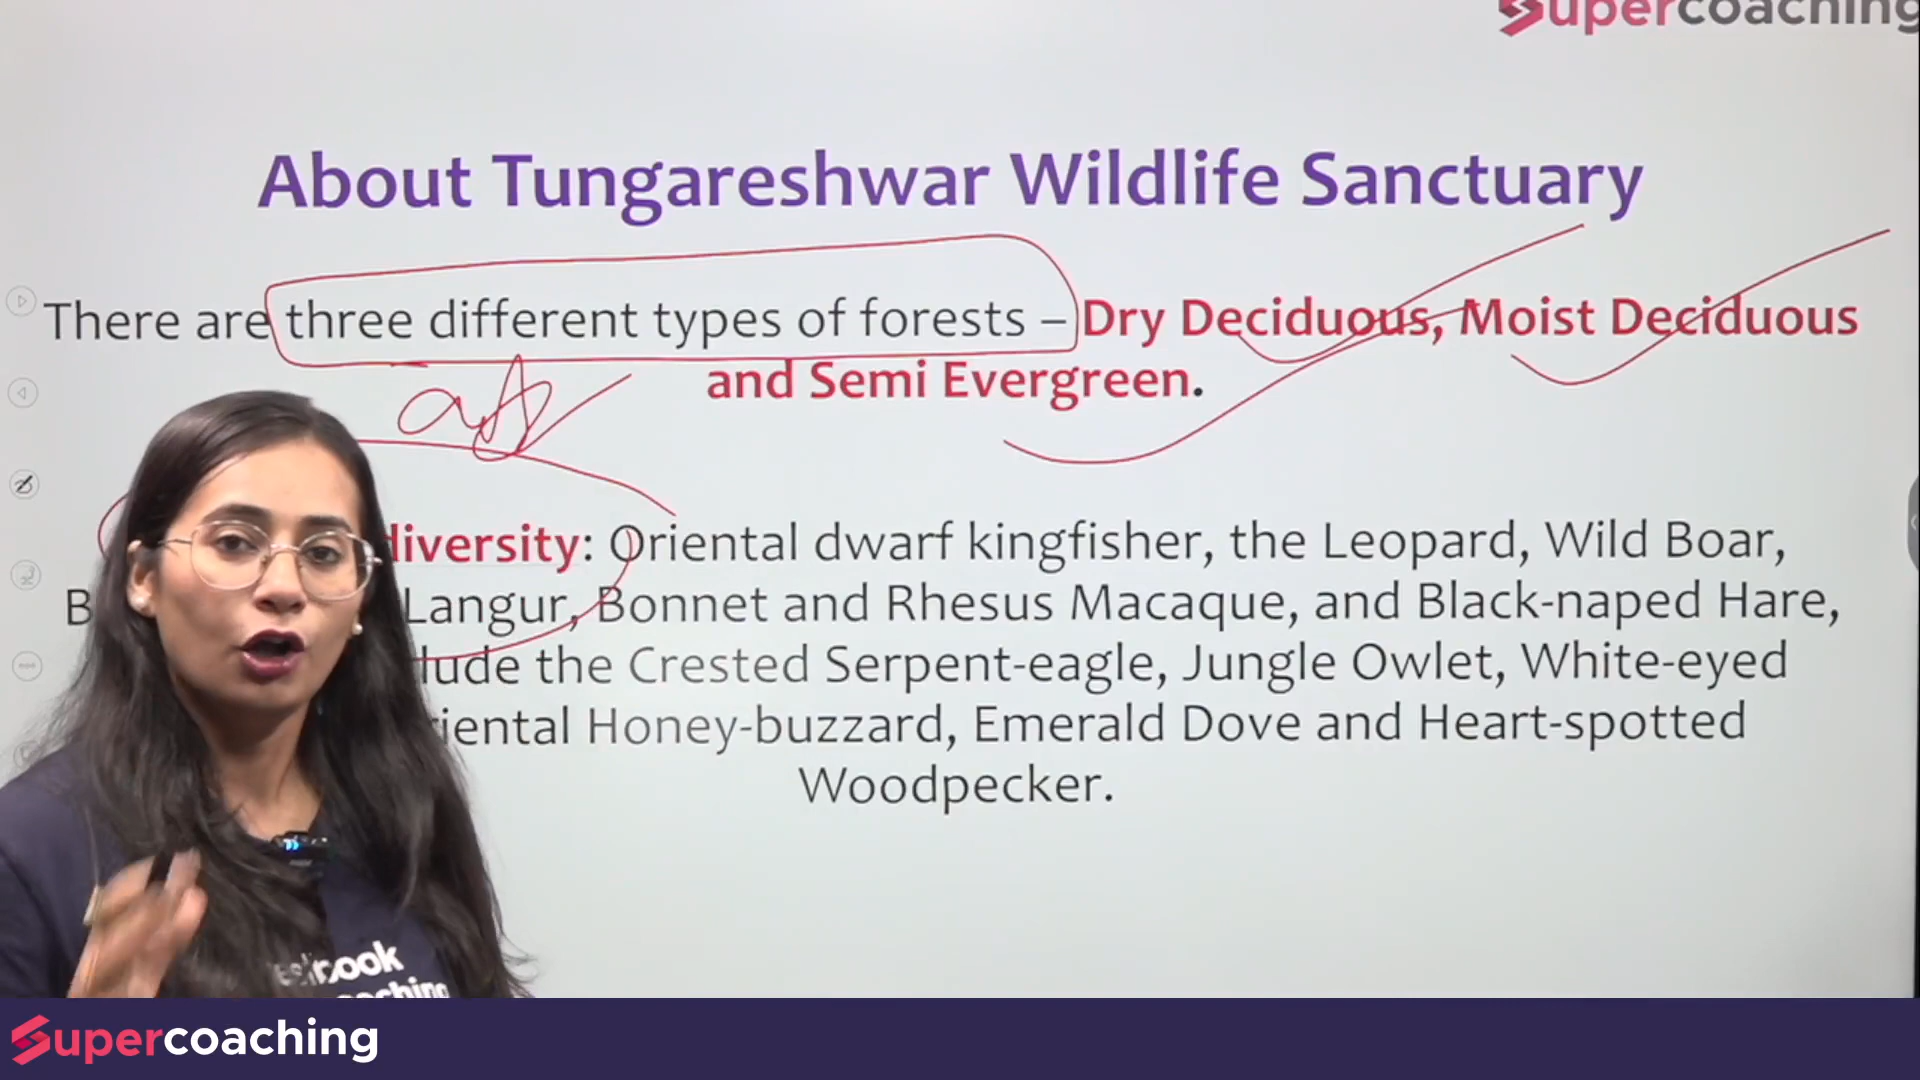 Supercoaching
About Tungareshwar Wildlife Sanctuary
There are three different types of forests – Dry Deciduous, Moist Deciduous
and Semi Evergreen.
diversity: Oriental dwarf kingfisher, the Leopard, Wild Boar,
Langur, Bonnet and Rhesus Macaque, and Black-naped Hare,
the Crested Serpent-eagle, Jungle Owlet, White-eyed
Honey-buzzard, Emerald Dove and Heart-spotted
Woodpecker.
Supercoaching